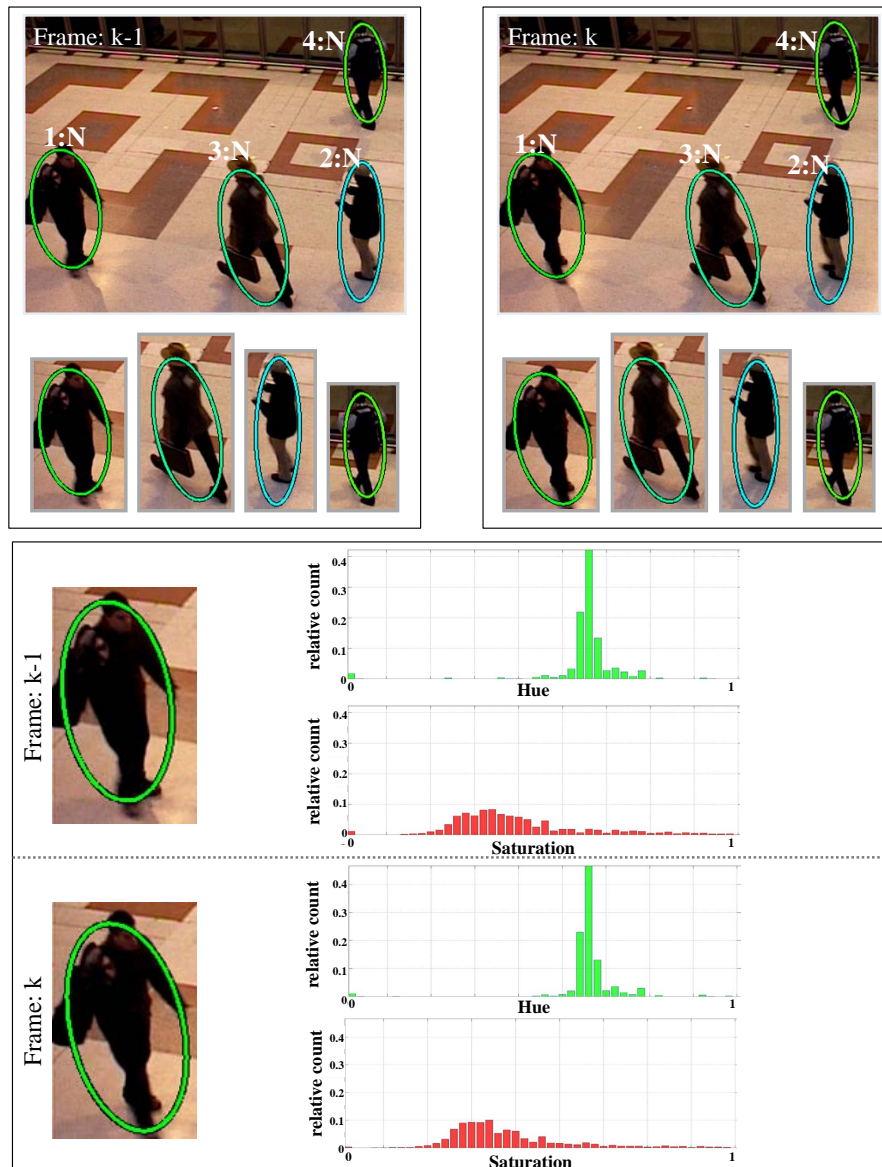 Frame: k-1
4:N
1:N
3:N
2:N
Frame: k
4:N
1:N
3:N
2:N
Frame: k-1
relative count
0.4
0.3
0.2
0.1
0
0
Hue
1
relative count
0.4
0.3
0.2
0.1
0
- 0
Saturation
1
Frame: k
relative count
0.4
0.3
0.2
0.1
0
0
Hue
1
relative count
0.4
0.3
0.2
0.1
0
0
Saturation
1